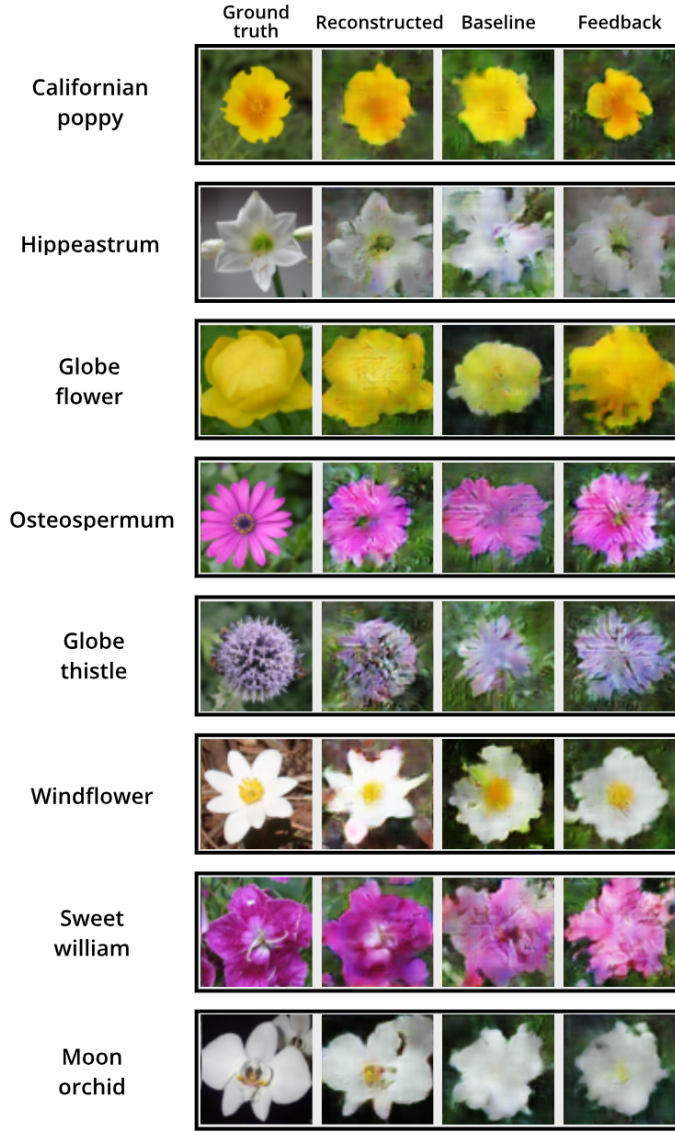 Ground
truth
Reconstructed
Baseline
Feedback
Californian
poppy
Hippeastrum
Globe
flower
Osteospermum
Globe
thistle
Windflower
Sweet
william
Moon
orchid